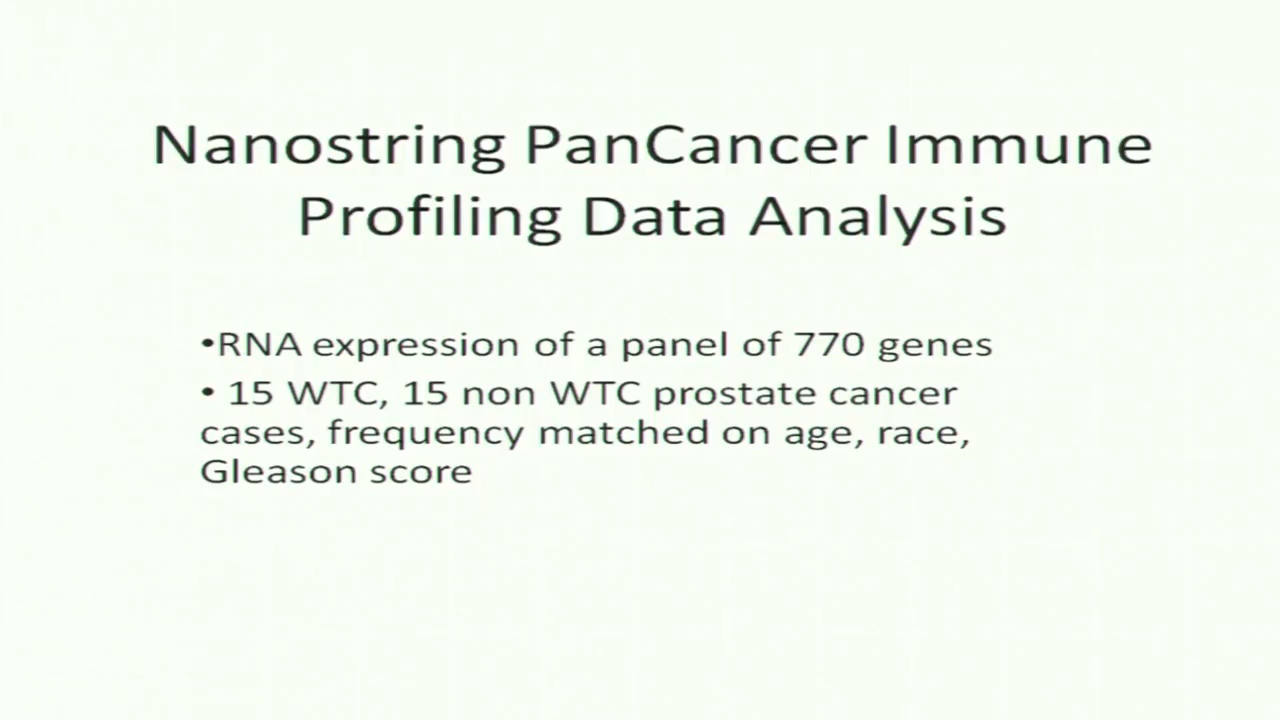 Nanostring PanCancer Immune
Profiling Data Analysis
•RNA expression of a panel of 770 genes
• 15 WTC, 15 non WTC prostate cancer
cases, frequency matched on age, race,
Gleason score